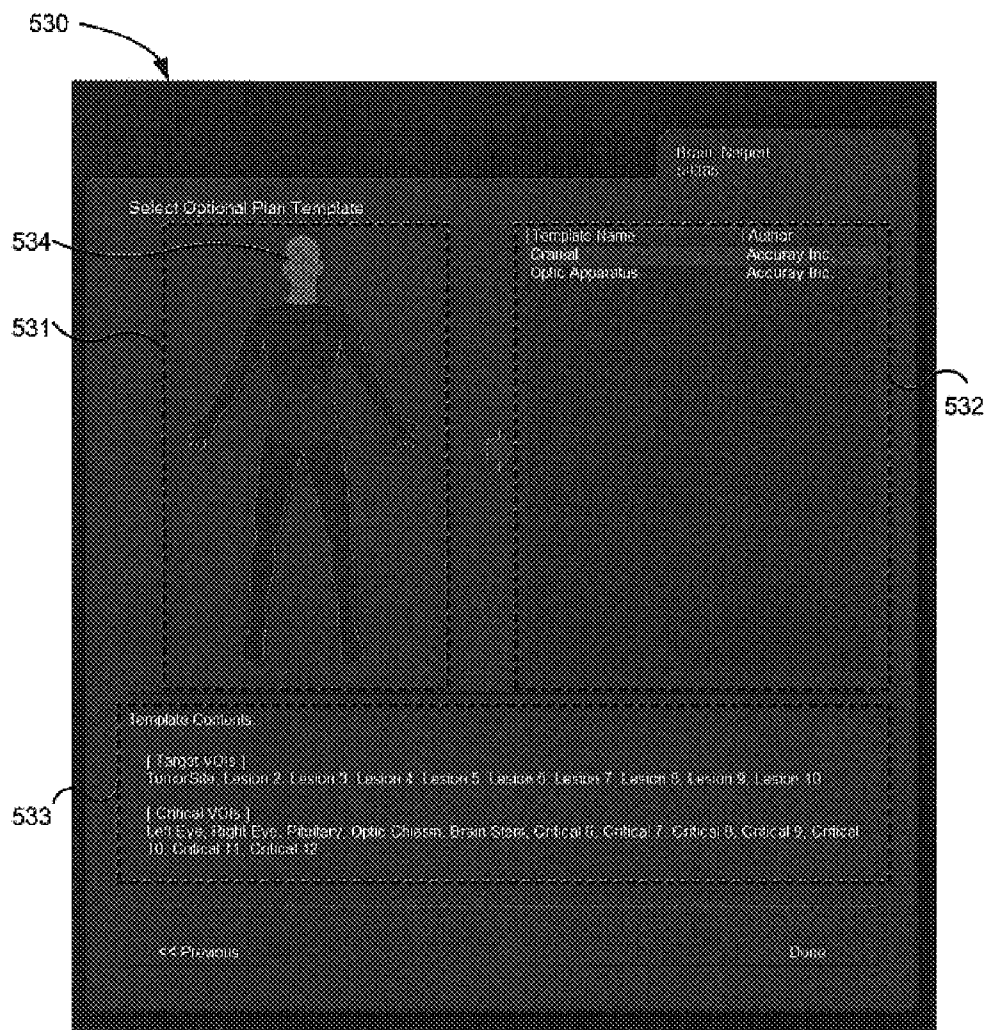 530
Brain,
Select Optional Plan Template
534
Template Name Author
Cranial Accuray Inc.
Optic Apparatus Accuray Inc.
531
532
Template Contents
[ Target VOIs ]
TumorSite, Lesion 2, Lesion 3, Lesion 4, Lesion 5, Lesion 6, Lesion 7, Lesion 8, Lesion 9, Lesion 10
533
[ Critical VOIs ]
Left Eye, Right Eye, Pituitary, Optic Chiasm, Brain Stem, Critical 6, Critical 7, Critical 8, Critical 9, Critical
10, Critical 11, Critical 12
<< Previous Done